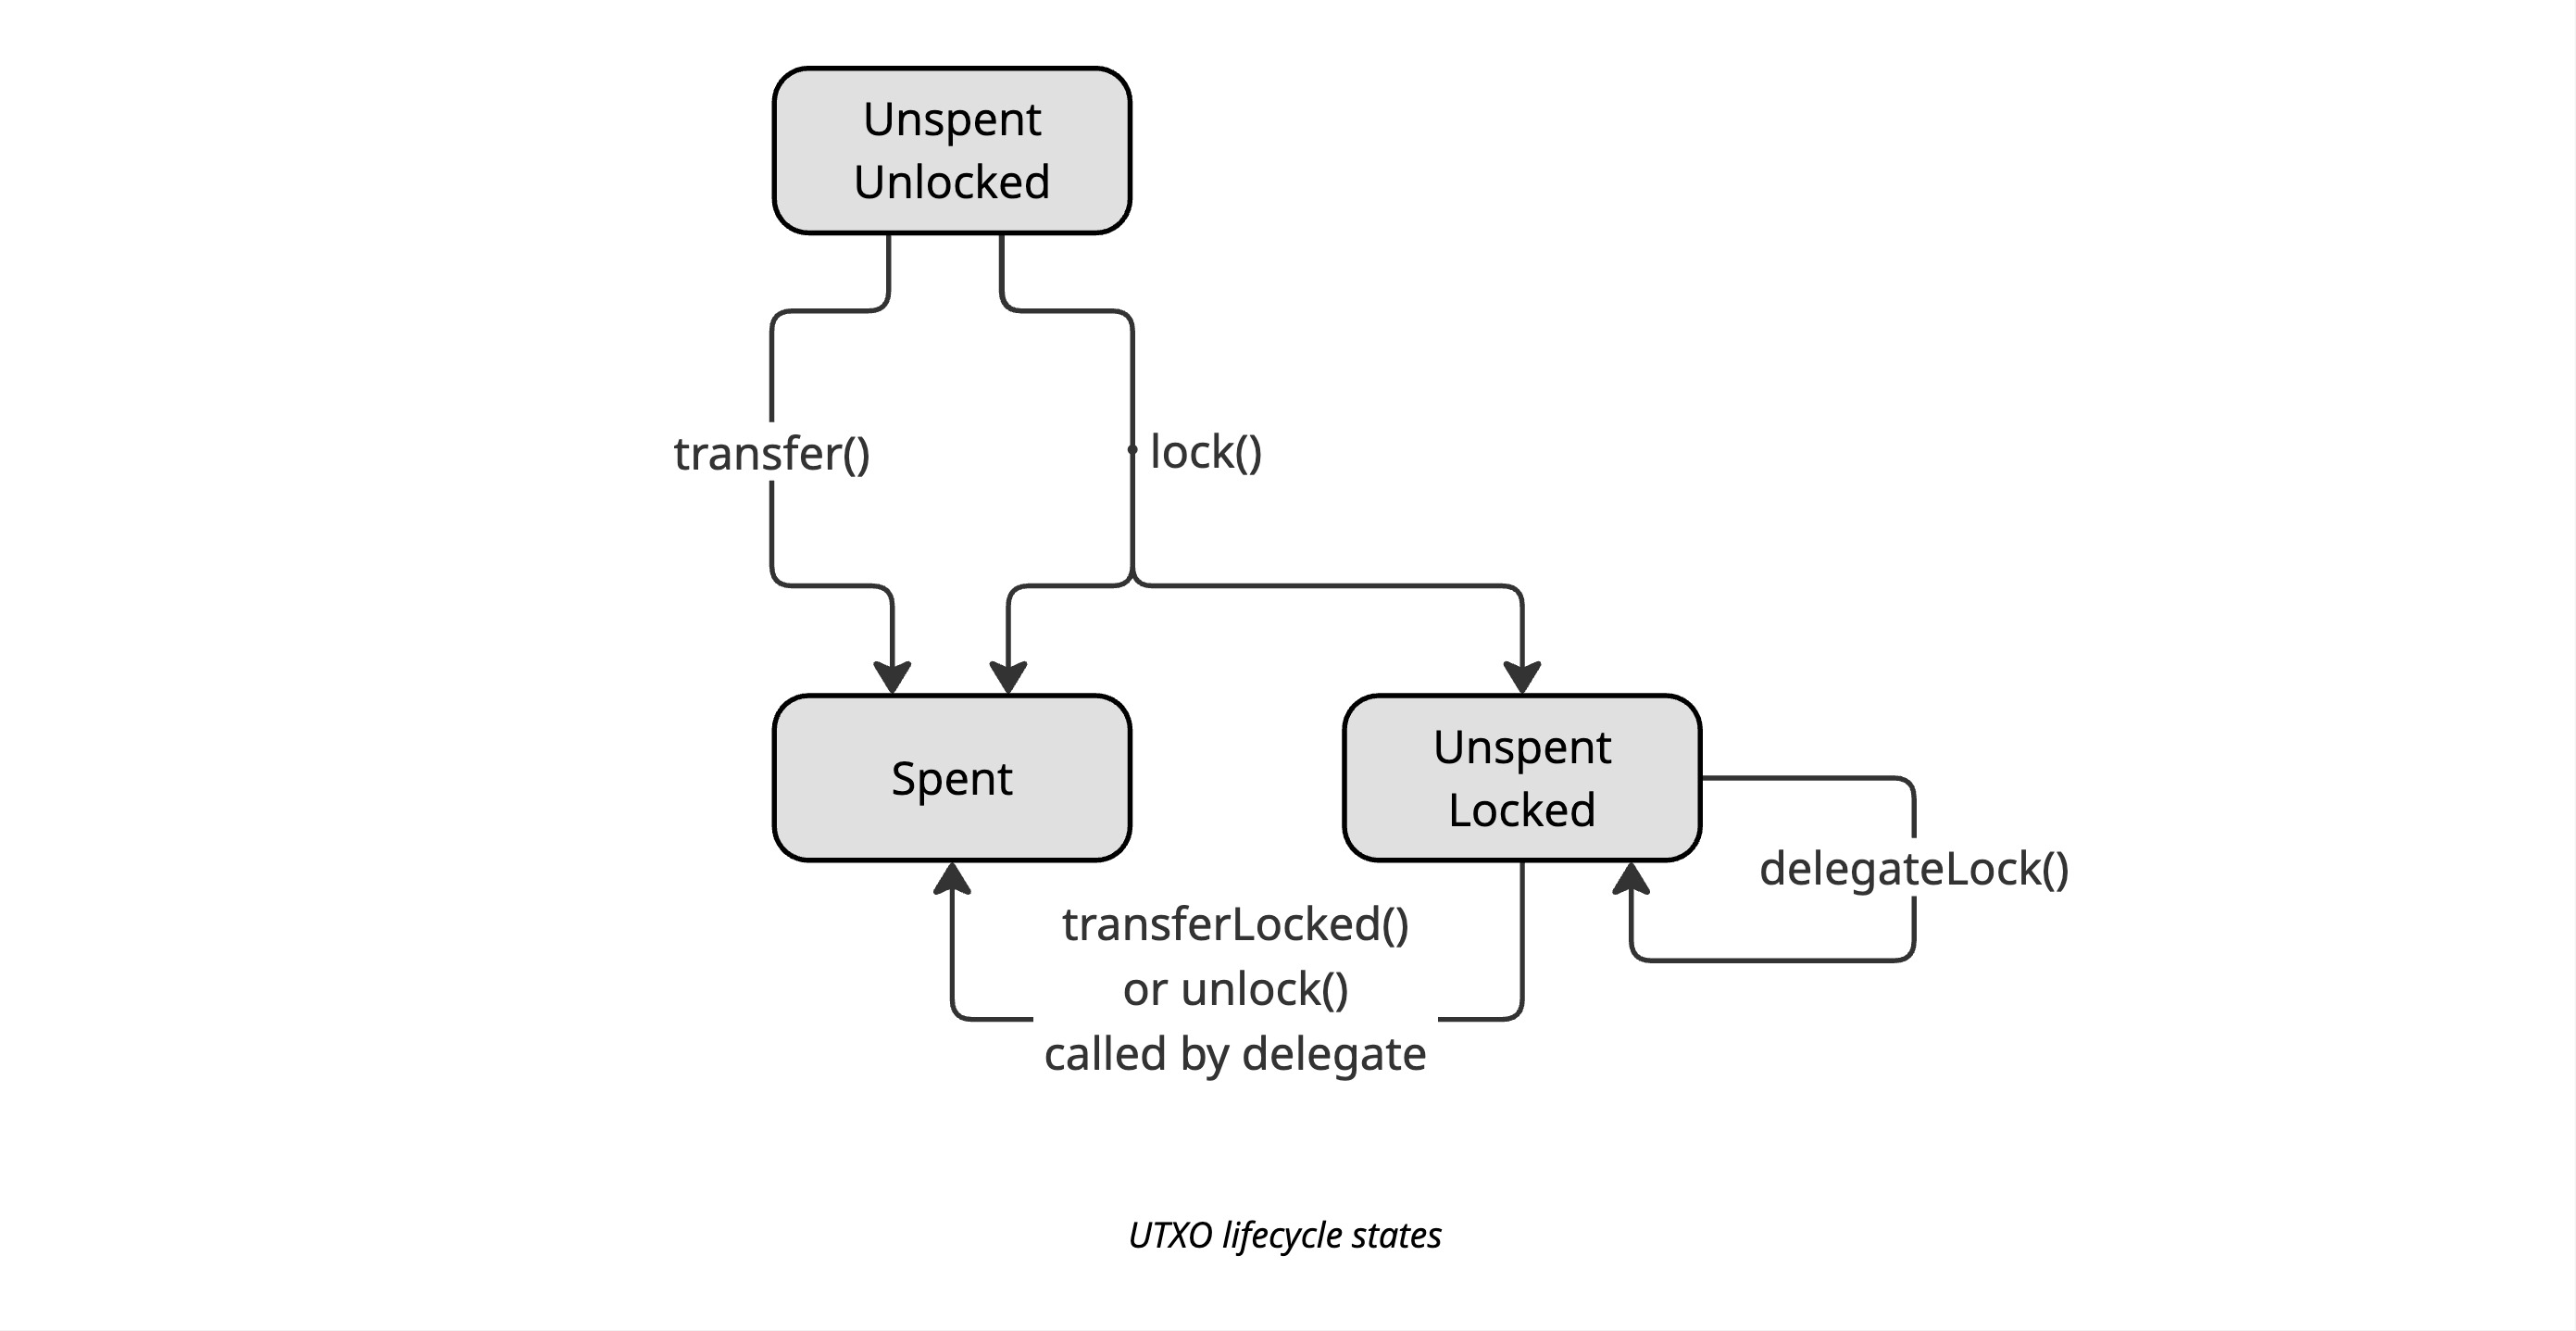 Unspent
Unlocked
transfer()
lock()
Spent
Unspent
Locked
delegateLock()
transferLocked()
or unlock()
called by delegate
UTXO lifecycle states